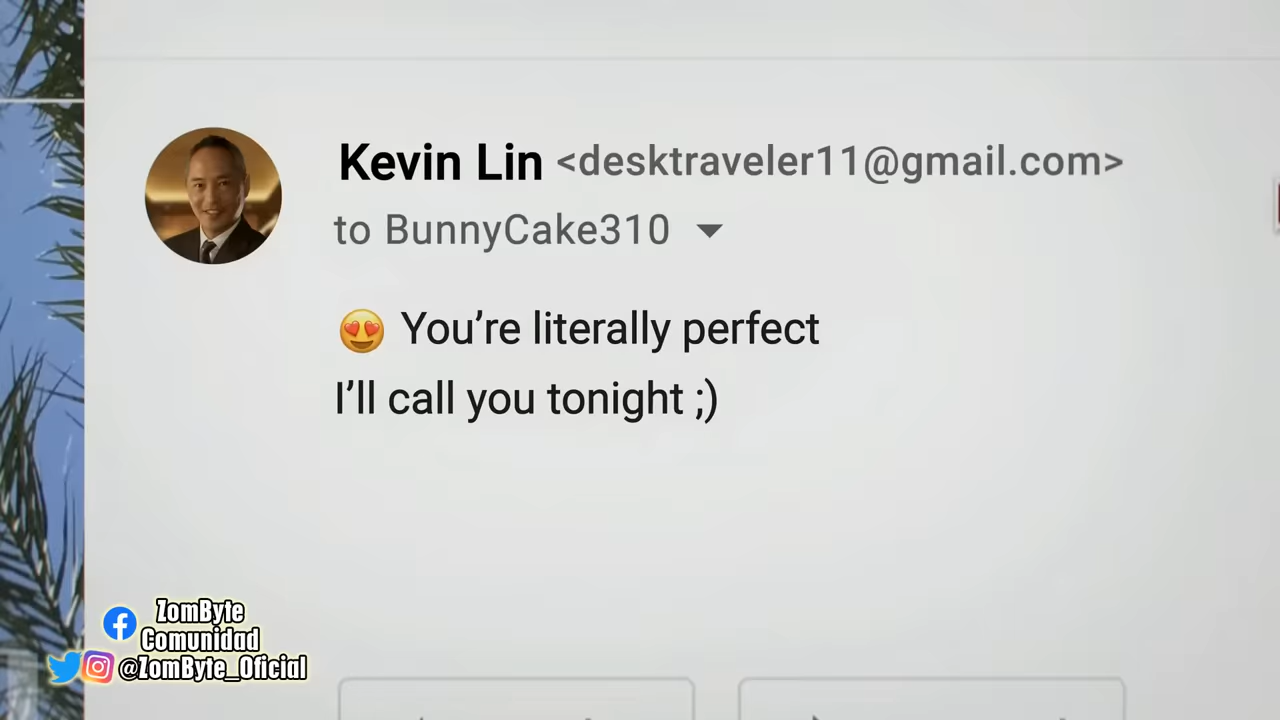 Kevin Lin <desktraveler11@gmail.com>
to BunnyCake310
😍 You’re literally perfect
I’ll call you tonight ;)
ZomByte
Comunidad
@ZomByte_Oficial